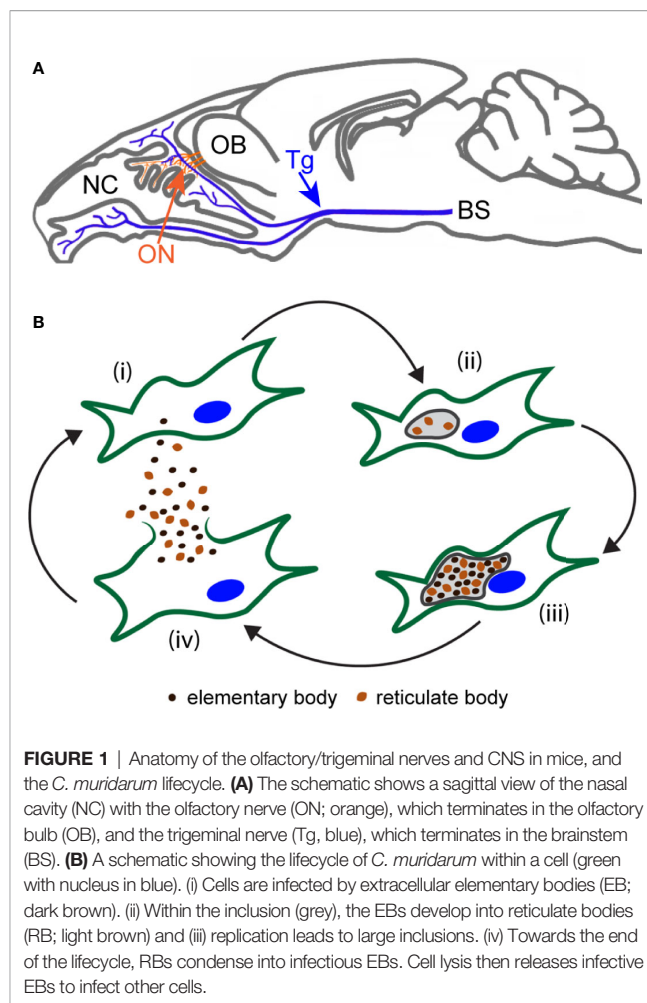 A
OB
Tg
NC
BS
ON
B
(i)
(ii)
(iii)
(iv)
• elementary body • reticulate body
FIGURE 1 | Anatomy of the olfactory/trigeminal nerves and CNS in mice, and
the C. muridarum lifecycle. (A) The schematic shows a sagittal view of the nasal
cavity (NC) with the olfactory nerve (ON; orange), which terminates in the olfactory
bulb (OB), and the trigeminal nerve (Tg, blue), which terminates in the brainstem
(BS). (B) A schematic showing the lifecycle of C. muridarum within a cell (green
with nucleus in blue). (i) Cells are infected by extracellular elementary bodies (EB;
dark brown). (ii) Within the inclusion (grey), the EBs develop into reticulate bodies
(RB; light brown) and (iii) replication leads to large inclusions. (iv) Towards the end
of the lifecycle, RBs condense into infectious EBs. Cell lysis then releases infective
EBs to infect other cells.